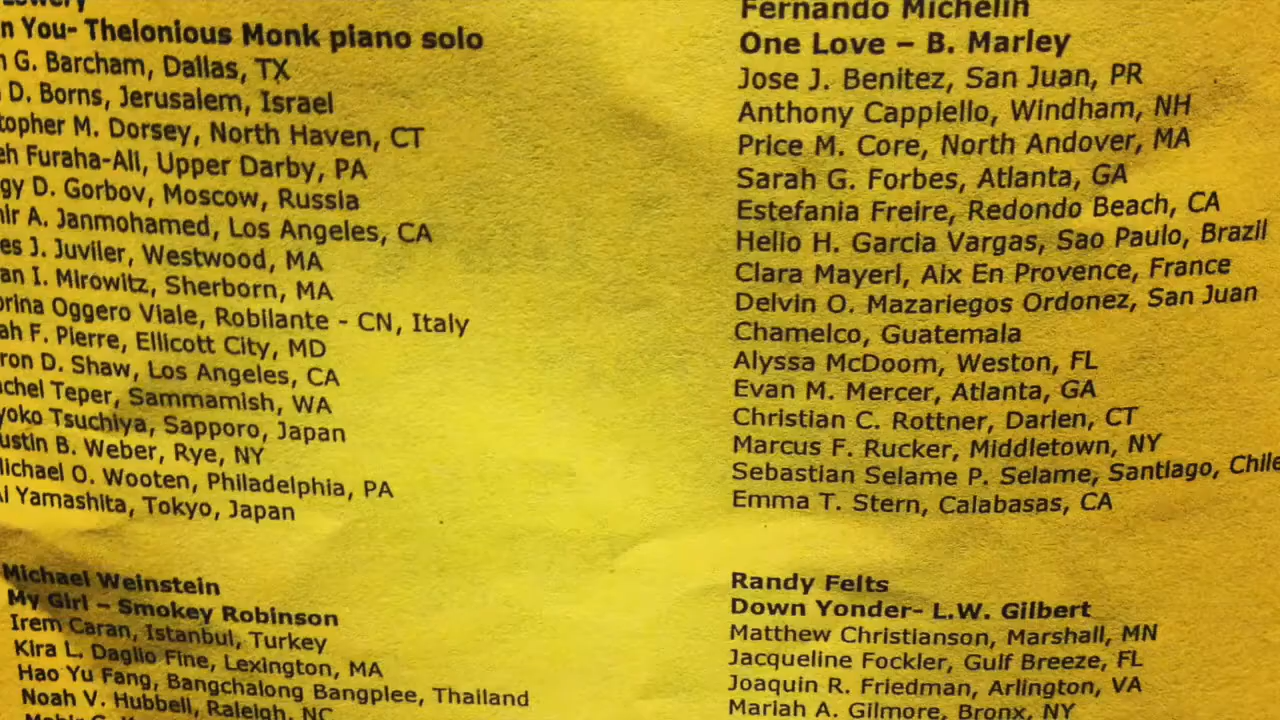 n You- Thelonious Monk piano solo
G. Barcham, Dallas, TX
D. Borns, Jerusalem, Israel
topher M. Dorsey, North Haven, CT
eh Furaha-Ali, Upper Darby, PA
gy D. Gorbov, Moscow, Russia
ir A. Janmohamed, Los Angeles, CA
es J. Juviler, Westwood, MA
an I. Mirowitz, Sherborn, MA
orina Oggero Viale, Robilante - CN, Italy
ah F. Pierre, Ellicott City, MD
ron D. Shaw, Los Angeles, CA
achel Teper, Sammamish, WA
yoko Tsuchiya, Sapporo, Japan
ustin B. Weber, Rye, NY
Michael O. Wooten, Philadelphia, PA
Yamashita, Tokyo, Japan
Michael Weinstein
My Girl – Smokey Robinson
Irem Caran, Istanbul, Turkey
Kira L. Daglio Fine, Lexington, MA
Hao Yu Fang, Bangchalong Bangplee, Thailand
Noah V. Hubbell, Raleigh, NC
Fernando Michelin
One Love – B. Marley
Jose J. Benitez, San Juan, PR
Anthony Cappiello, Windham, NH
Price M. Core, North Andover, MA
Sarah G. Forbes, Atlanta, GA
Estefania Freire, Redondo Beach, CA
Helio H. Garcia Vargas, Sao Paulo, Brazil
Clara Mayerl, Aix En Provence, France
Delvin O. Mazariegos Ordonez, San Juan
Chamelco, Guatemala
Alyssa McDoom, Weston, FL
Evan M. Mercer, Atlanta, GA
Christian C. Rottner, Darien, CT
Marcus F. Rucker, Middletown, NY
Sebastian Selame P. Selame, Santiago, Chile
Emma T. Stern, Calabasas, CA
Randy Felts
Down Yonder- L.W. Gilbert
Matthew Christianson, Marshall, MN
Jacqueline Fockler, Gulf Breeze, FL
Joaquin R. Friedman, Arlington, VA
Mariah A. Gilmore, Bronx, NY